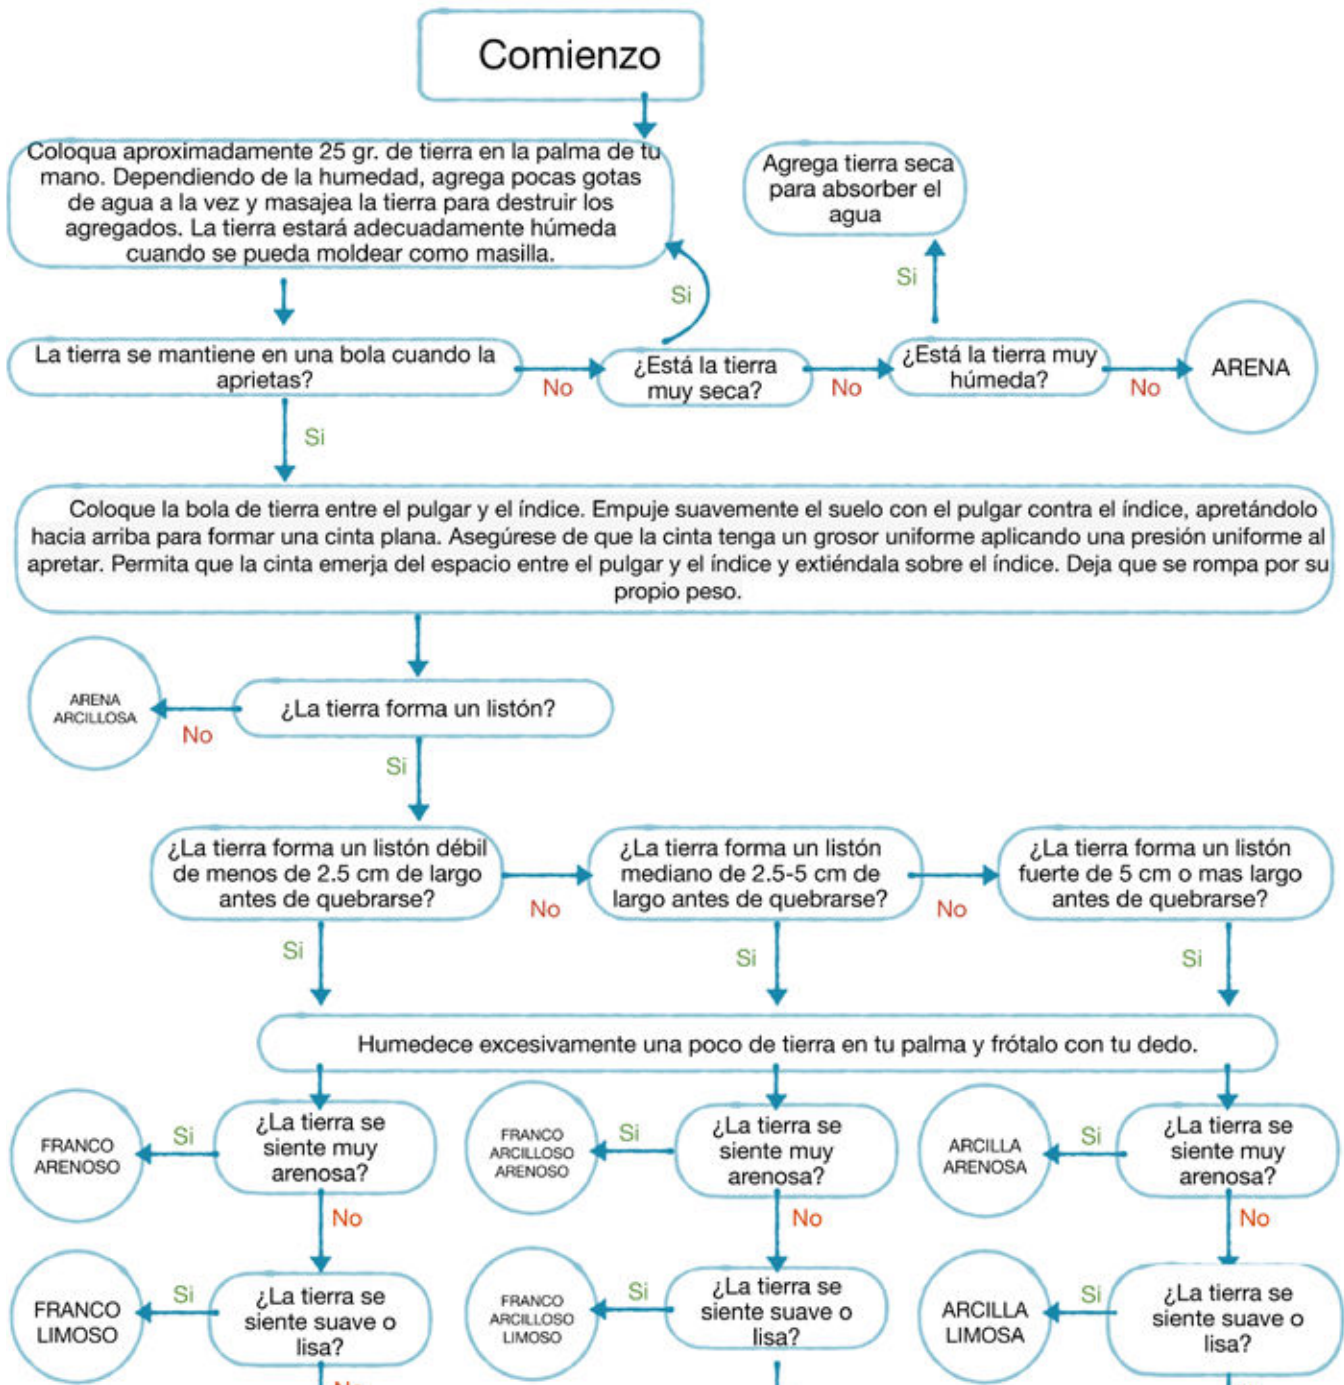 Comienzo
Coloqua aproximadamente 25 gr. de tierra en la palma de tu
mano. Dependiendo de la humedad, agrega pocas gotas
de agua a la vez y masajea la tierra para destruir los
agregados. La tierra estará adecuadamente húmeda
cuando se pueda moldear como masilla.
Agrega tierra seca
para absorber el
agua
Si
Si
La tierra se mantiene en una bola cuando la
aprietas?
No
¿Está la tierra
muy seca?
No
¿Está la tierra muy
húmeda?
No
ARENA
Si
Coloque la bola de tierra entre el pulgar y el índice. Empuje suavemente el suelo con el pulgar contra el índice, apretándolo
hacia arriba para formar una cinta plana. Asegúrese de que la cinta tenga un grosor uniforme aplicando una presión uniforme al
apretar. Permita que la cinta emerja del espacio entre el pulgar y el índice y extiéndala sobre el índice. Deja que se rompa por su
propio peso.
ARENA
ARCILLOSA
No
¿La tierra forma un listón?
Si
¿La tierra forma un listón débil
de menos de 2.5 cm de largo
antes de quebrarse?
No
¿La tierra forma un listón
mediano de 2.5-5 cm de
largo antes de quebrarse?
No
¿La tierra forma un listón
fuerte de 5 cm o mas largo
antes de quebrarse?
Si
Si
Si
Humedece excesivamente una poco de tierra en tu palma y frótalo con tu dedo.
FRANCO
ARENOSO
Si
¿La tierra se
siente muy
arenosa?
FRANCO
ARCILLOSO
ARENOSO
Si
¿La tierra se
siente muy
arenosa?
ARCILLA
ARENOSA
Si
¿La tierra se
siente muy
arenosa?
No
No
No
FRANCO
LIMOSO
Si
¿La tierra se
siente suave o
lisa?
FRANCO
ARCILLOSO
LIMOSO
Si
¿La tierra se
siente suave o
lisa?
ARCILLA
LIMOSA
Si
¿La tierra se
siente suave o
lisa?
No